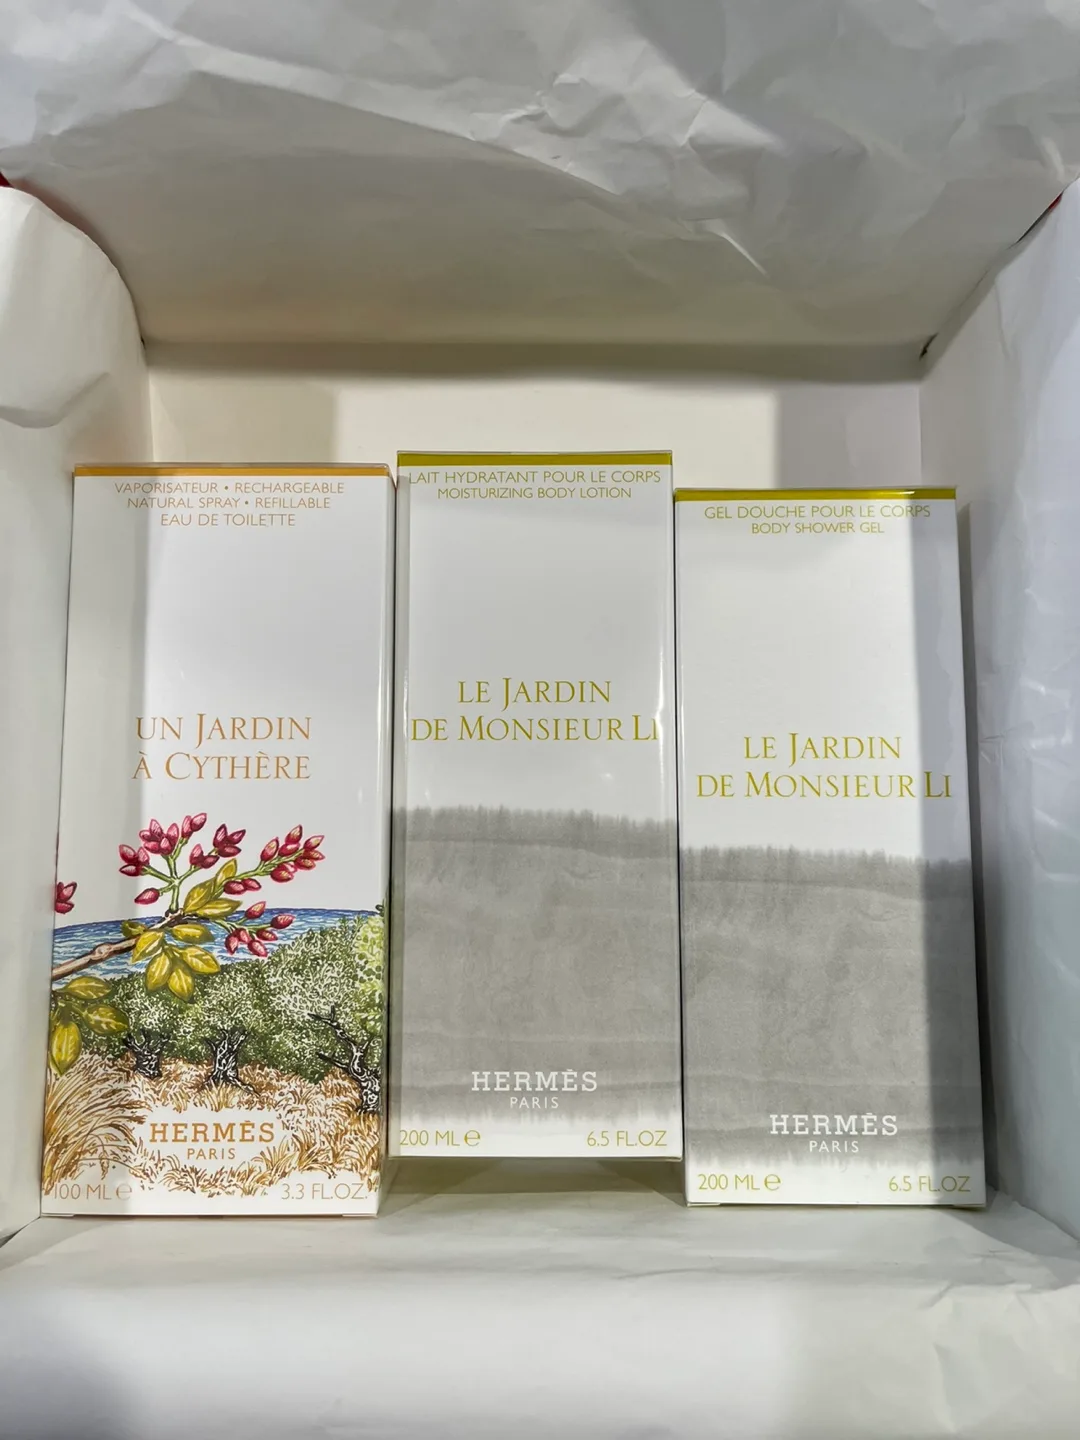 VAPORISATEUR • RECHARGEABLE
NATURAL SPRAY • REFILLABLE
EAU DE TOILETTE
UN JARDIN
À CYTHÈRE
HERMÈS
PARIS
100 ML e
3.3 FL.OZ.
LAIT HYDRATANT POUR LE CORPS
MOISTURIZING BODY LOTION
LE JARDIN
DE MONSIEUR LI
HERMÈS
PARIS
200 ML e
6.5 FL.OZ
GEL DOUCHE POUR LE CORPS
BODY SHOWER GEL
LE JARDIN
DE MONSIEUR LI
HERMÈS
PARIS
200 ML e
6.5 FL.OZ